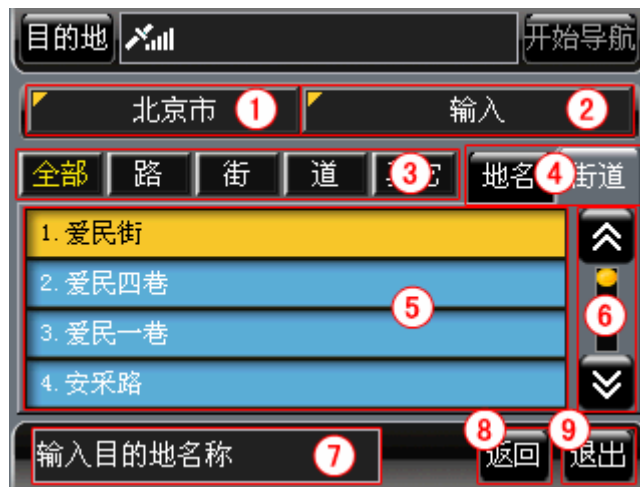 目的地 开始导航
北京市 1 输入 2
全部 路 街 道 3 地名 4 街道
1. 爱民街
2. 爱民四巷
3. 爱民一巷
4. 安采路
5
6
输入目的地名称 7 8 返回 9 退出